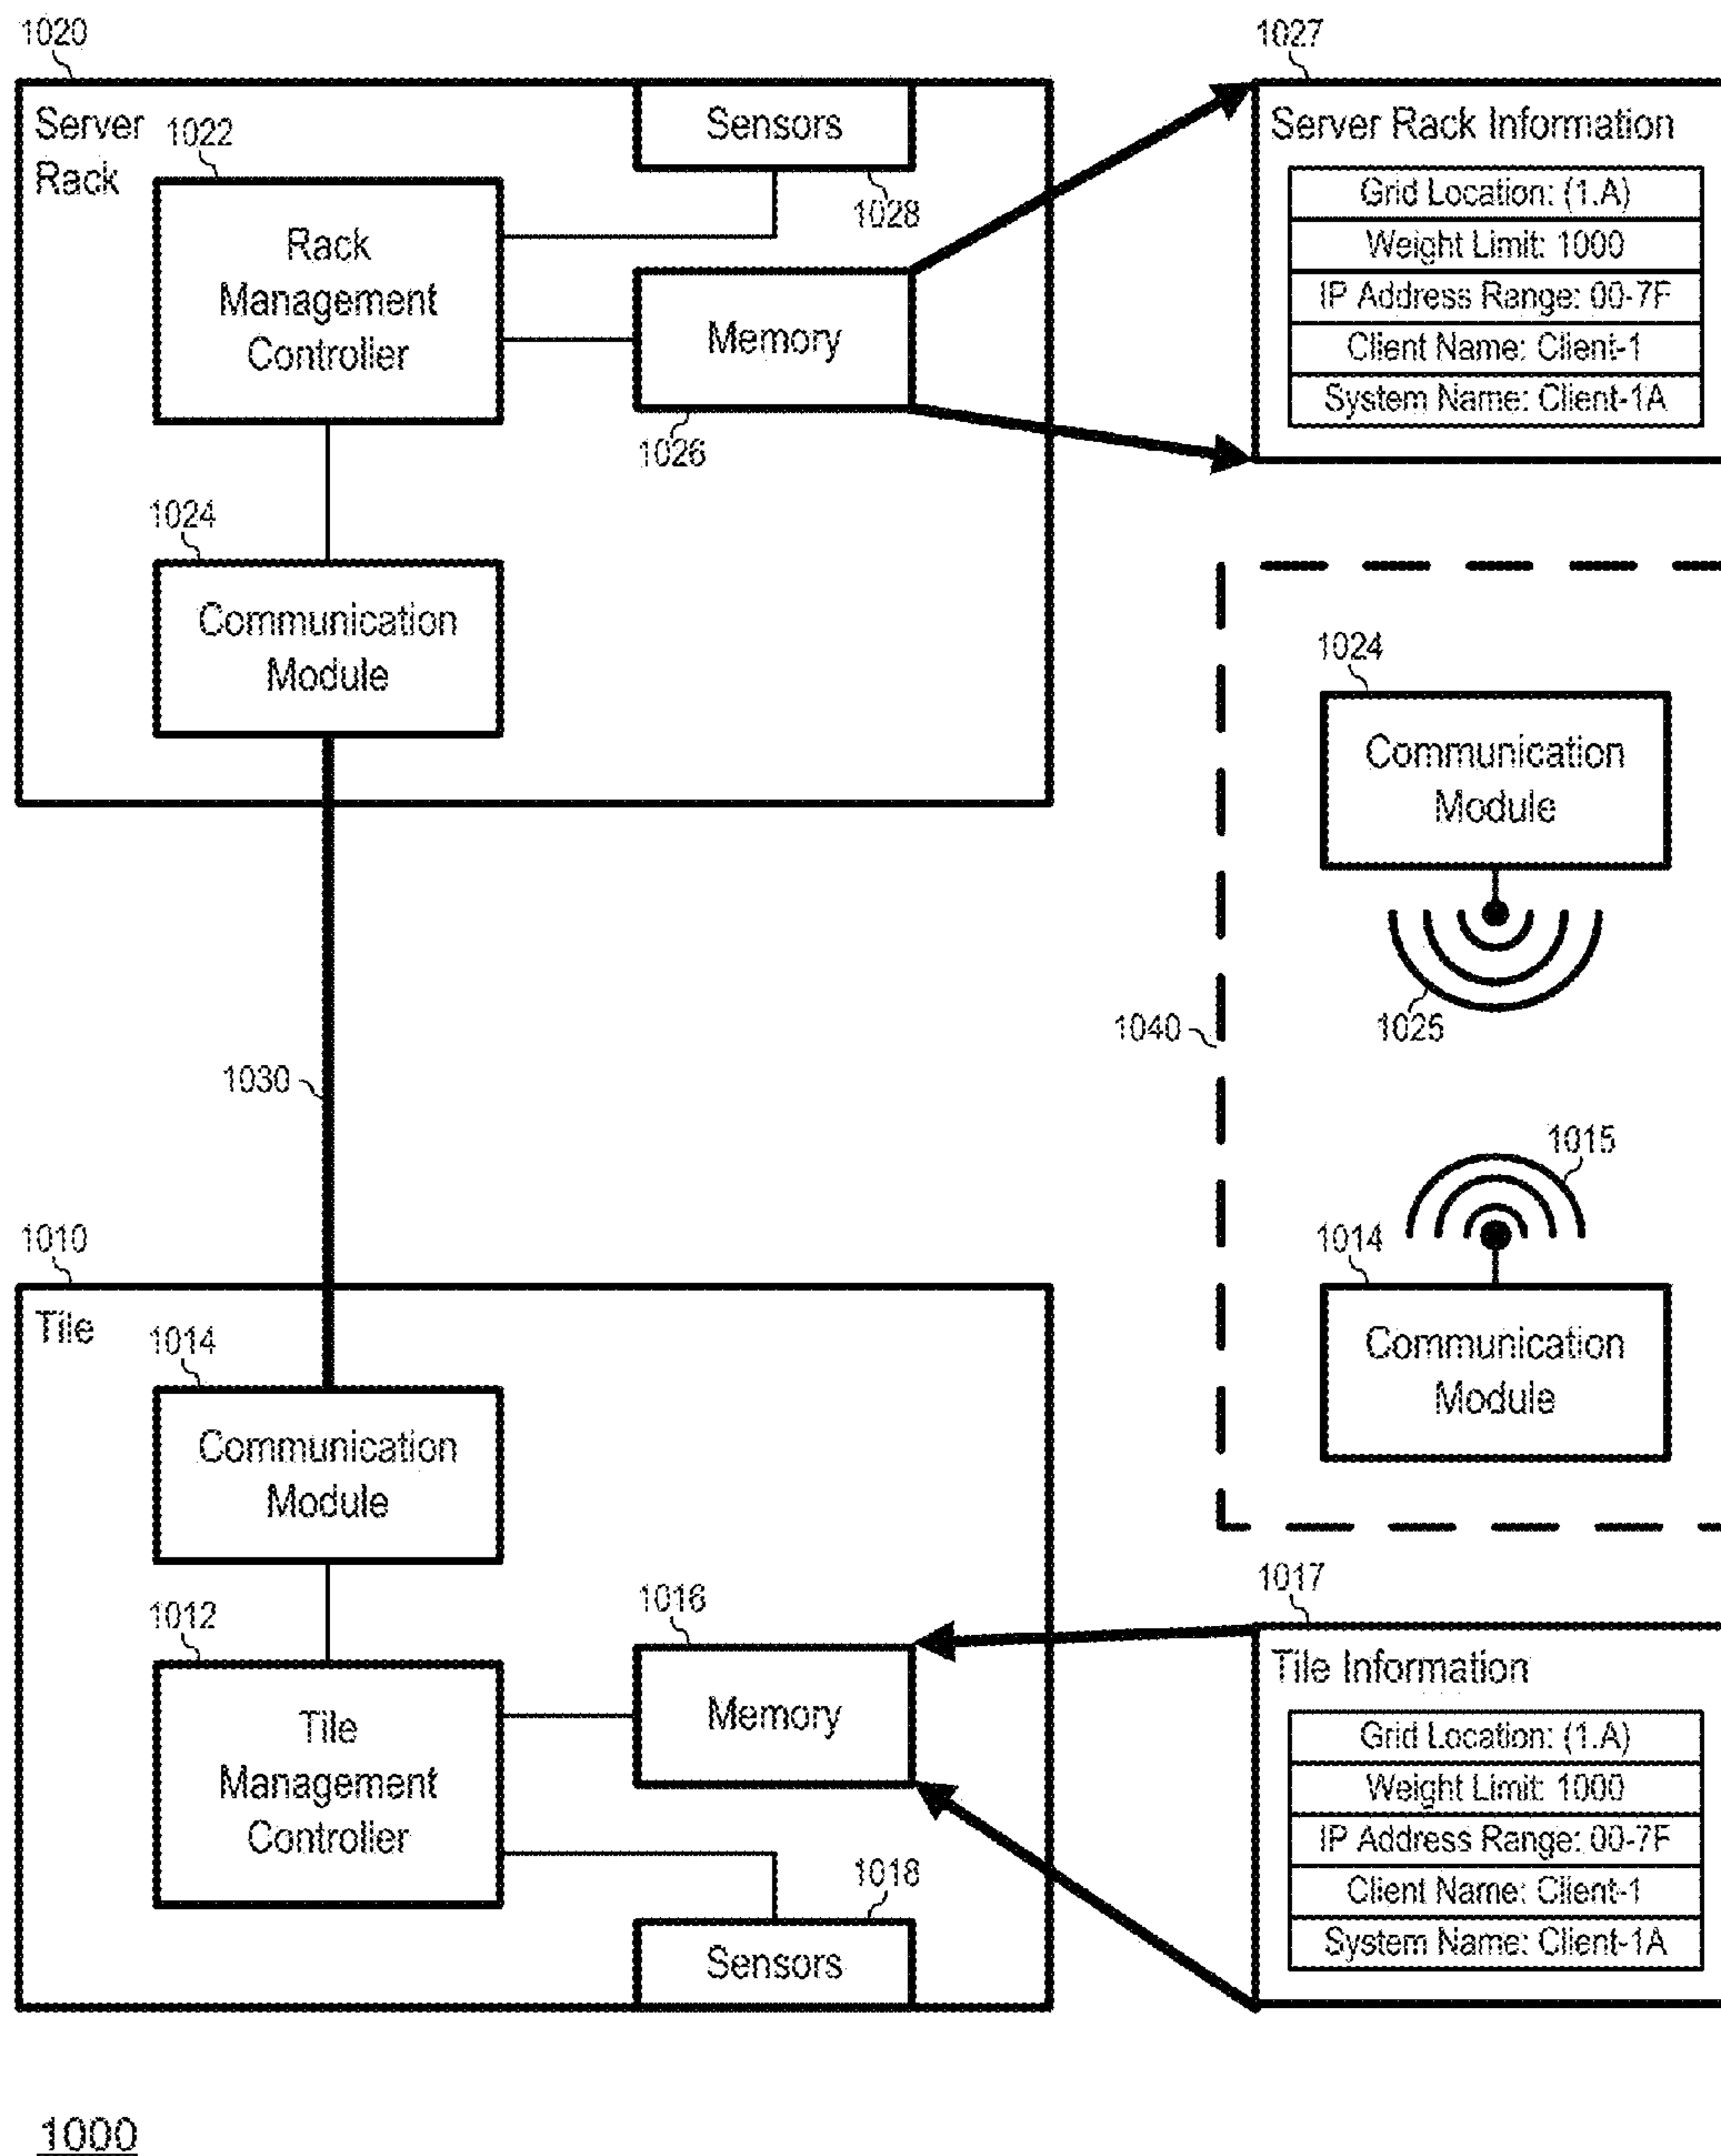 1020
Server
Rack
1022
Sensors
1028
Rack
Management
Controller
Memory
1026
1024
Communication
Module
1027
Server Rack Information
Grid Location: (1.A)
Weight Limit: 1000
IP Address Range: 00-7F
Client Name: Client-1
System Name: Client-1A
1030
1040
1024
Communication
Module
1025
1015
1014
Communication
Module
1010
Tile
1014
Communication
Module
1012
Tile
Management
Controller
1016
Memory
1018
Sensors
1017
Tile Information
Grid Location: (1.A)
Weight Limit: 1000
IP Address Range: 00-7F
Client Name: Client-1
System Name: Client-1A
1000